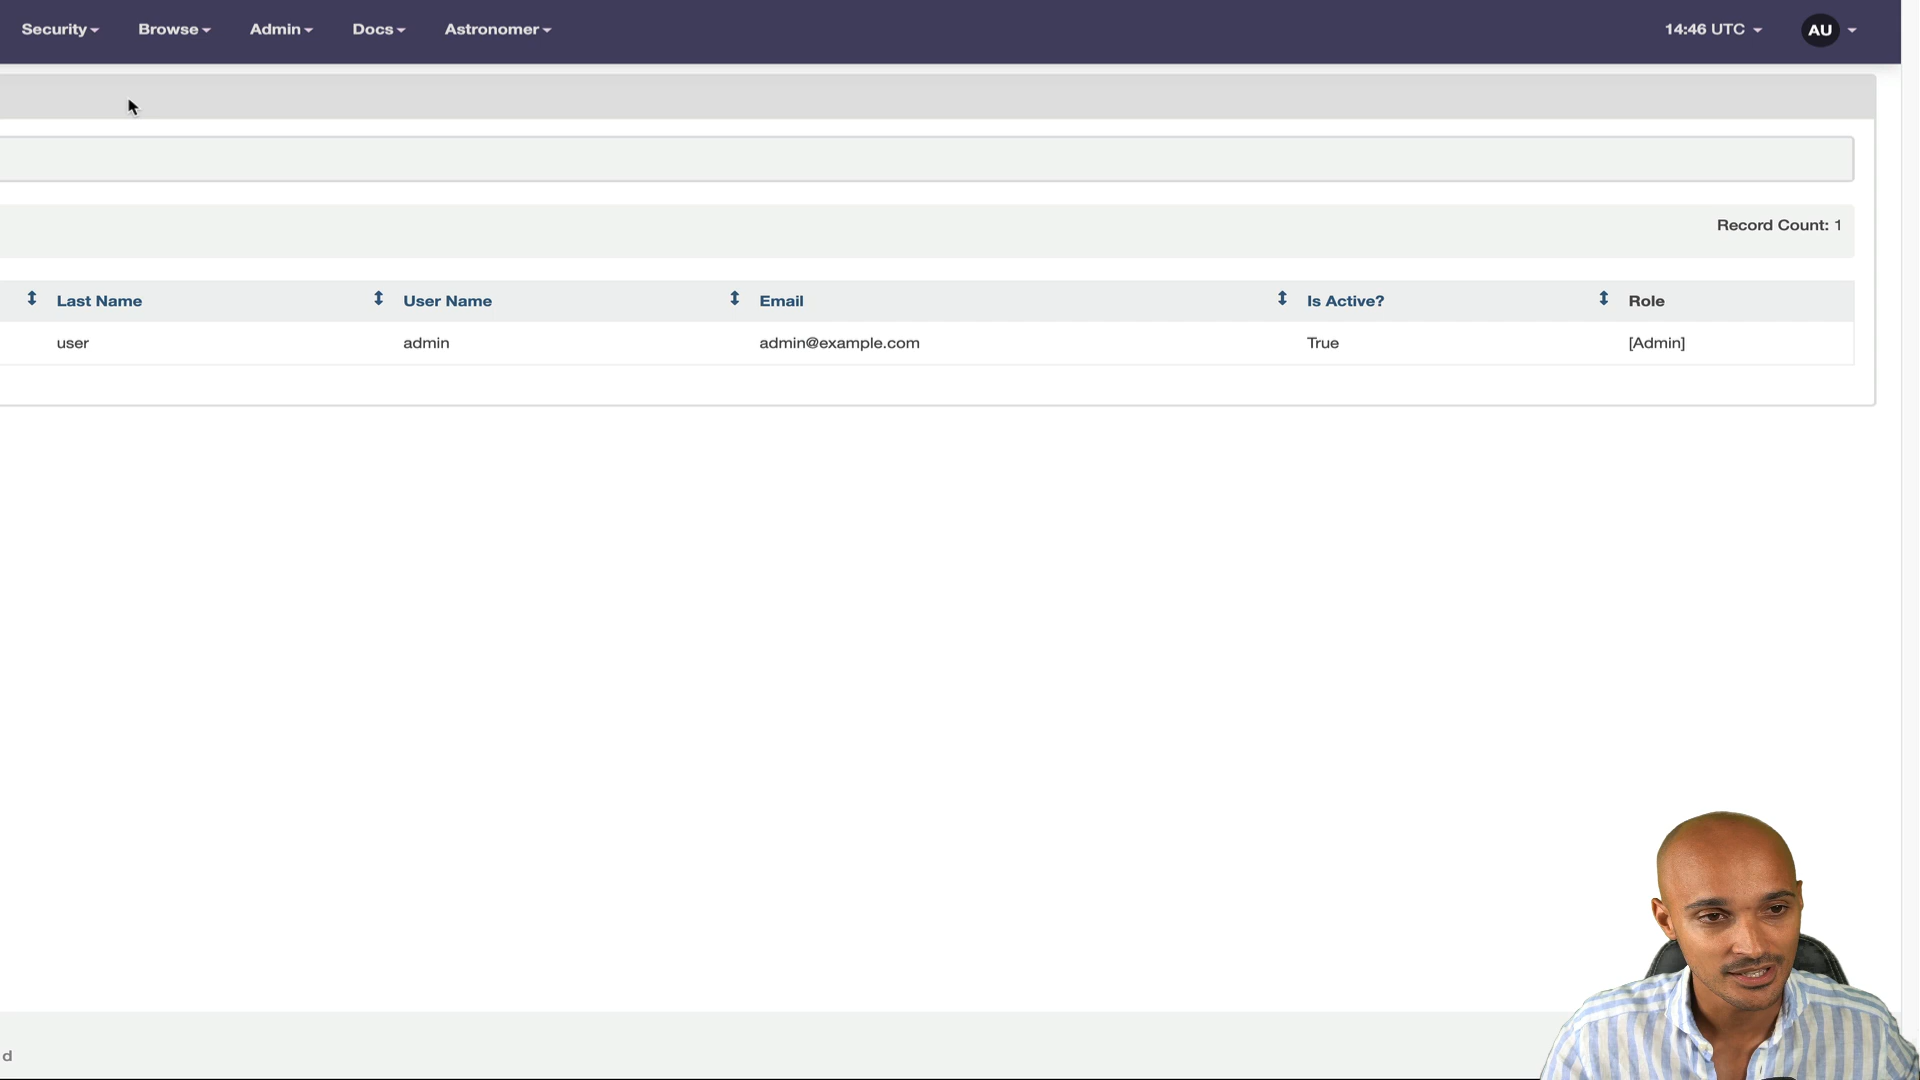 Security Browse Admin Docs Astronomer 14:46 UTC AU
Record Count: 1
Last Name User Name Email Is Active? Role
user admin admin@example.com True [Admin]
d